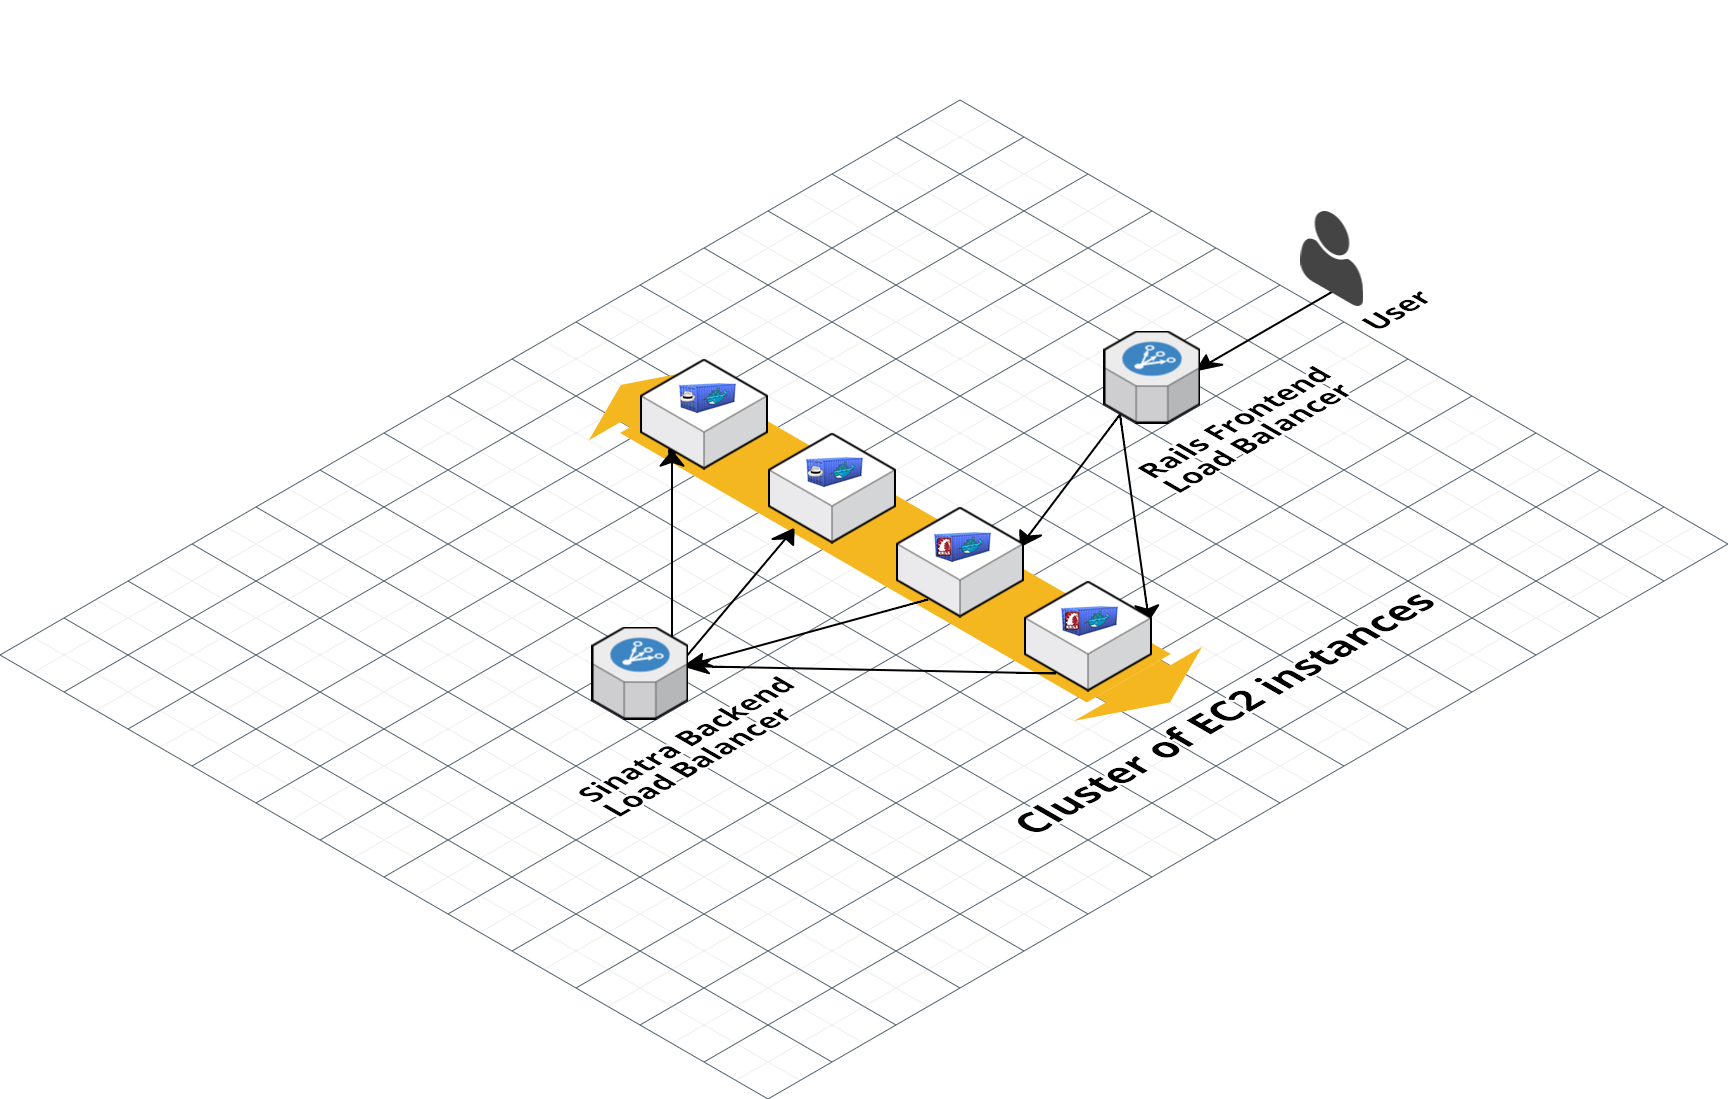 User
Rails Frontend
Load Balancer
Cluster of EC2 instances
Sinatra Backend
Load Balancer